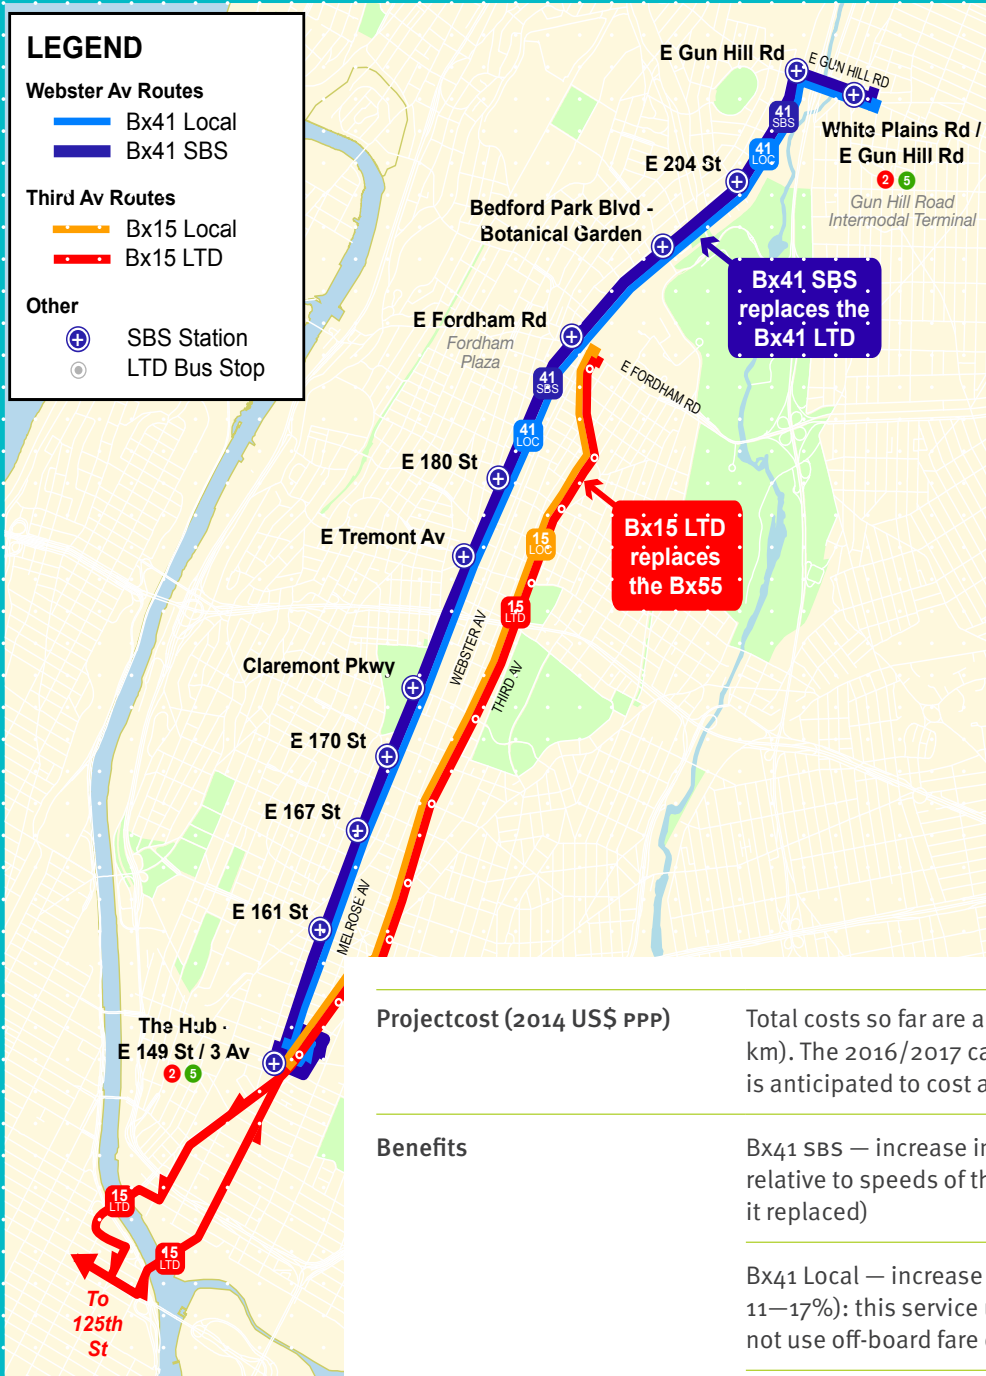 LEGEND
Webster Av Routes
Bx41 Local
Bx41 SBS
Third Av Routes
Bx15 Local
Bx15 LTD
Other
SBS Station
LTD Bus Stop
E Gun Hill Rd
E GUN HILL RD
41
SBS
White Plains Rd /
E Gun Hill Rd
2 5
Gun Hill Road
Intermodal Terminal
41
LOC
E 204 St
Bedford Park Blvd -
Botanical Garden
Bx41 SBS
replaces the
Bx41 LTD
E Fordham Rd
Fordham
Plaza
E FORDHAM RD
41
SBS
41
LOC
E 180 St
Bx15 LTD
replaces
the Bx55
E Tremont Av
15
LOC
15
LTD
WEBSTER AV
THIRD AV
Claremont Pkwy
E 170 St
E 167 St
MELROSE AV
E 161 St
The Hub -
E 149 St / 3 Av
2 5
15
LTD
15
LTD
To
125th
St
Projectcost (2014 US$ PPP)
Total costs so far are a
km). The 2016/2017 ca
is anticipated to cost a
Benefits
Bx41 SBS — increase in
relative to speeds of th
it replaced)
Bx41 Local — increase
11—17%): this service
not use off-board fare